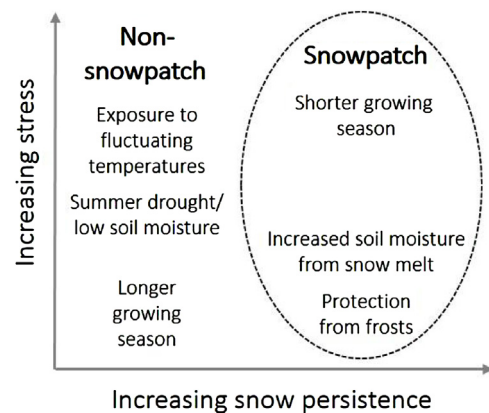 Non-
snowpatch
Exposure to
fluctuating
temperatures
Summer drought/
low soil moisture
Longer
growing
season
Snowpatch
Shorter growing
season
Increased soil moisture
from snow melt
Protection
from frosts
Increasing stress
Increasing snow persistence